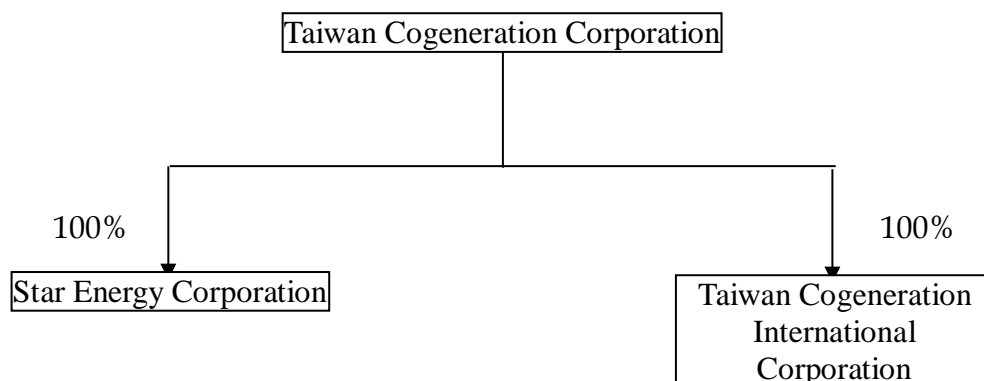 Taiwan Cogeneration Corporation
100%
100%
Star Energy Corporation
Taiwan Cogeneration
International
Corporation